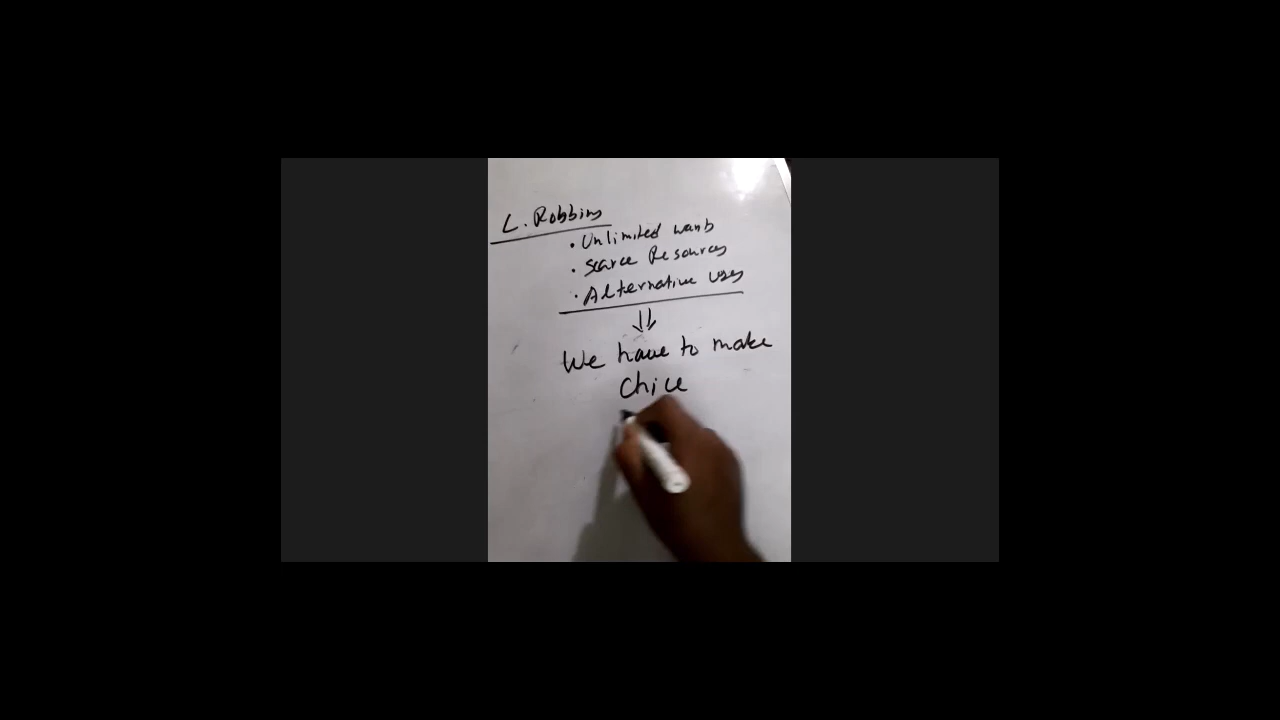 L. Robbins
• Unlimited wants
• Scarce Resources
• Alternative uses
We have to make
Chice